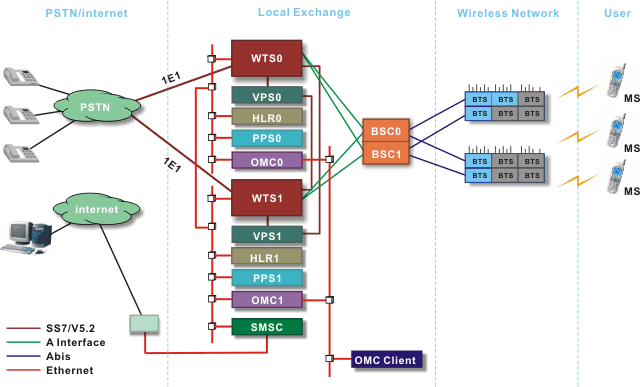 PSTN/internet
Local Exchange
Wireless Network
User
WTS0
1E1
VPS0
PSTN
HLR0
PPS0
OMC0
1E1
WTS1
VPS1
HLR1
PPS1
OMC1
SMSC
internet
BSC0
BSC1
BTS BTS BTS
BTS BTS BTS
BTS BTS BTS
BTS BTS BTS
MS
MS
MS
SS7/V5.2
A Interface
Abis
Ethernet
OMC Client